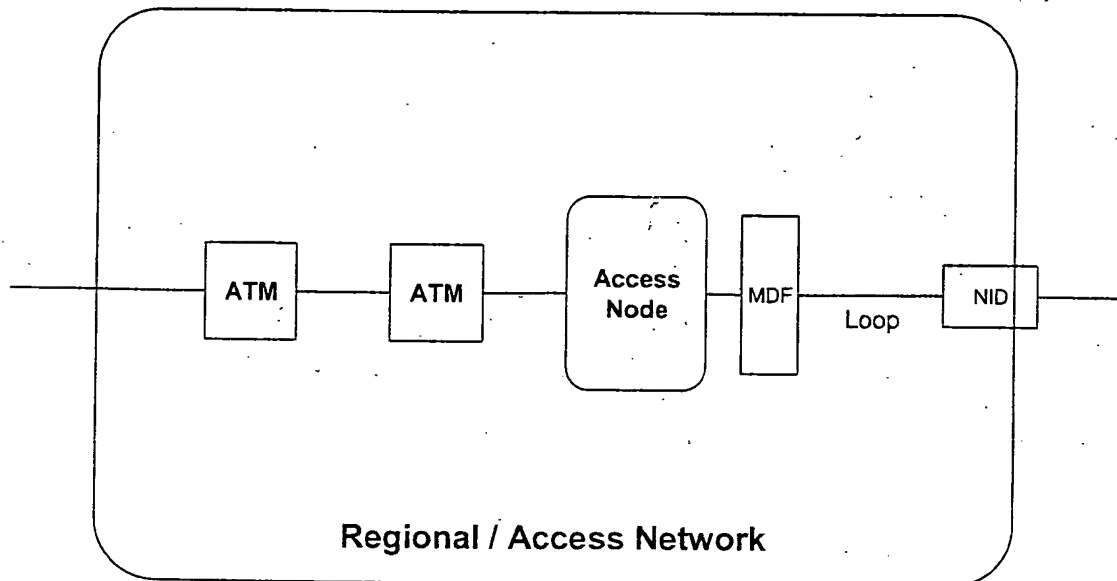 ATM
ATM
Access
Node
MDF
Loop
NID
Regional / Access Network